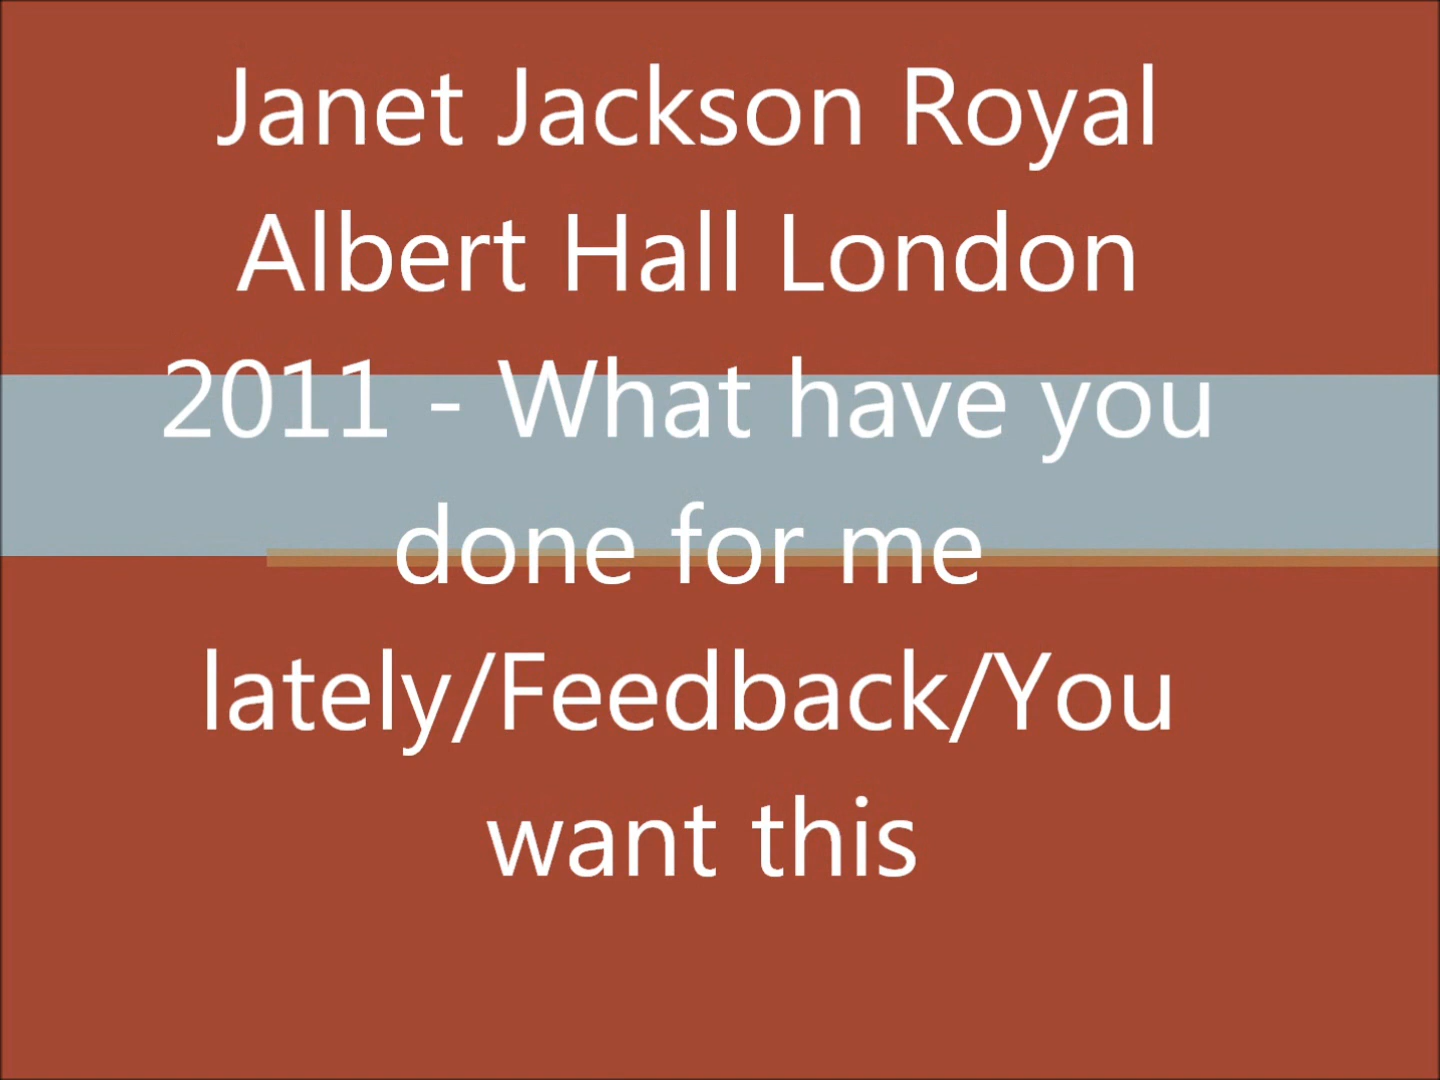 Janet Jackson Royal
Albert Hall London
2011 - What have you
done for me
lately/Feedback/You
want this